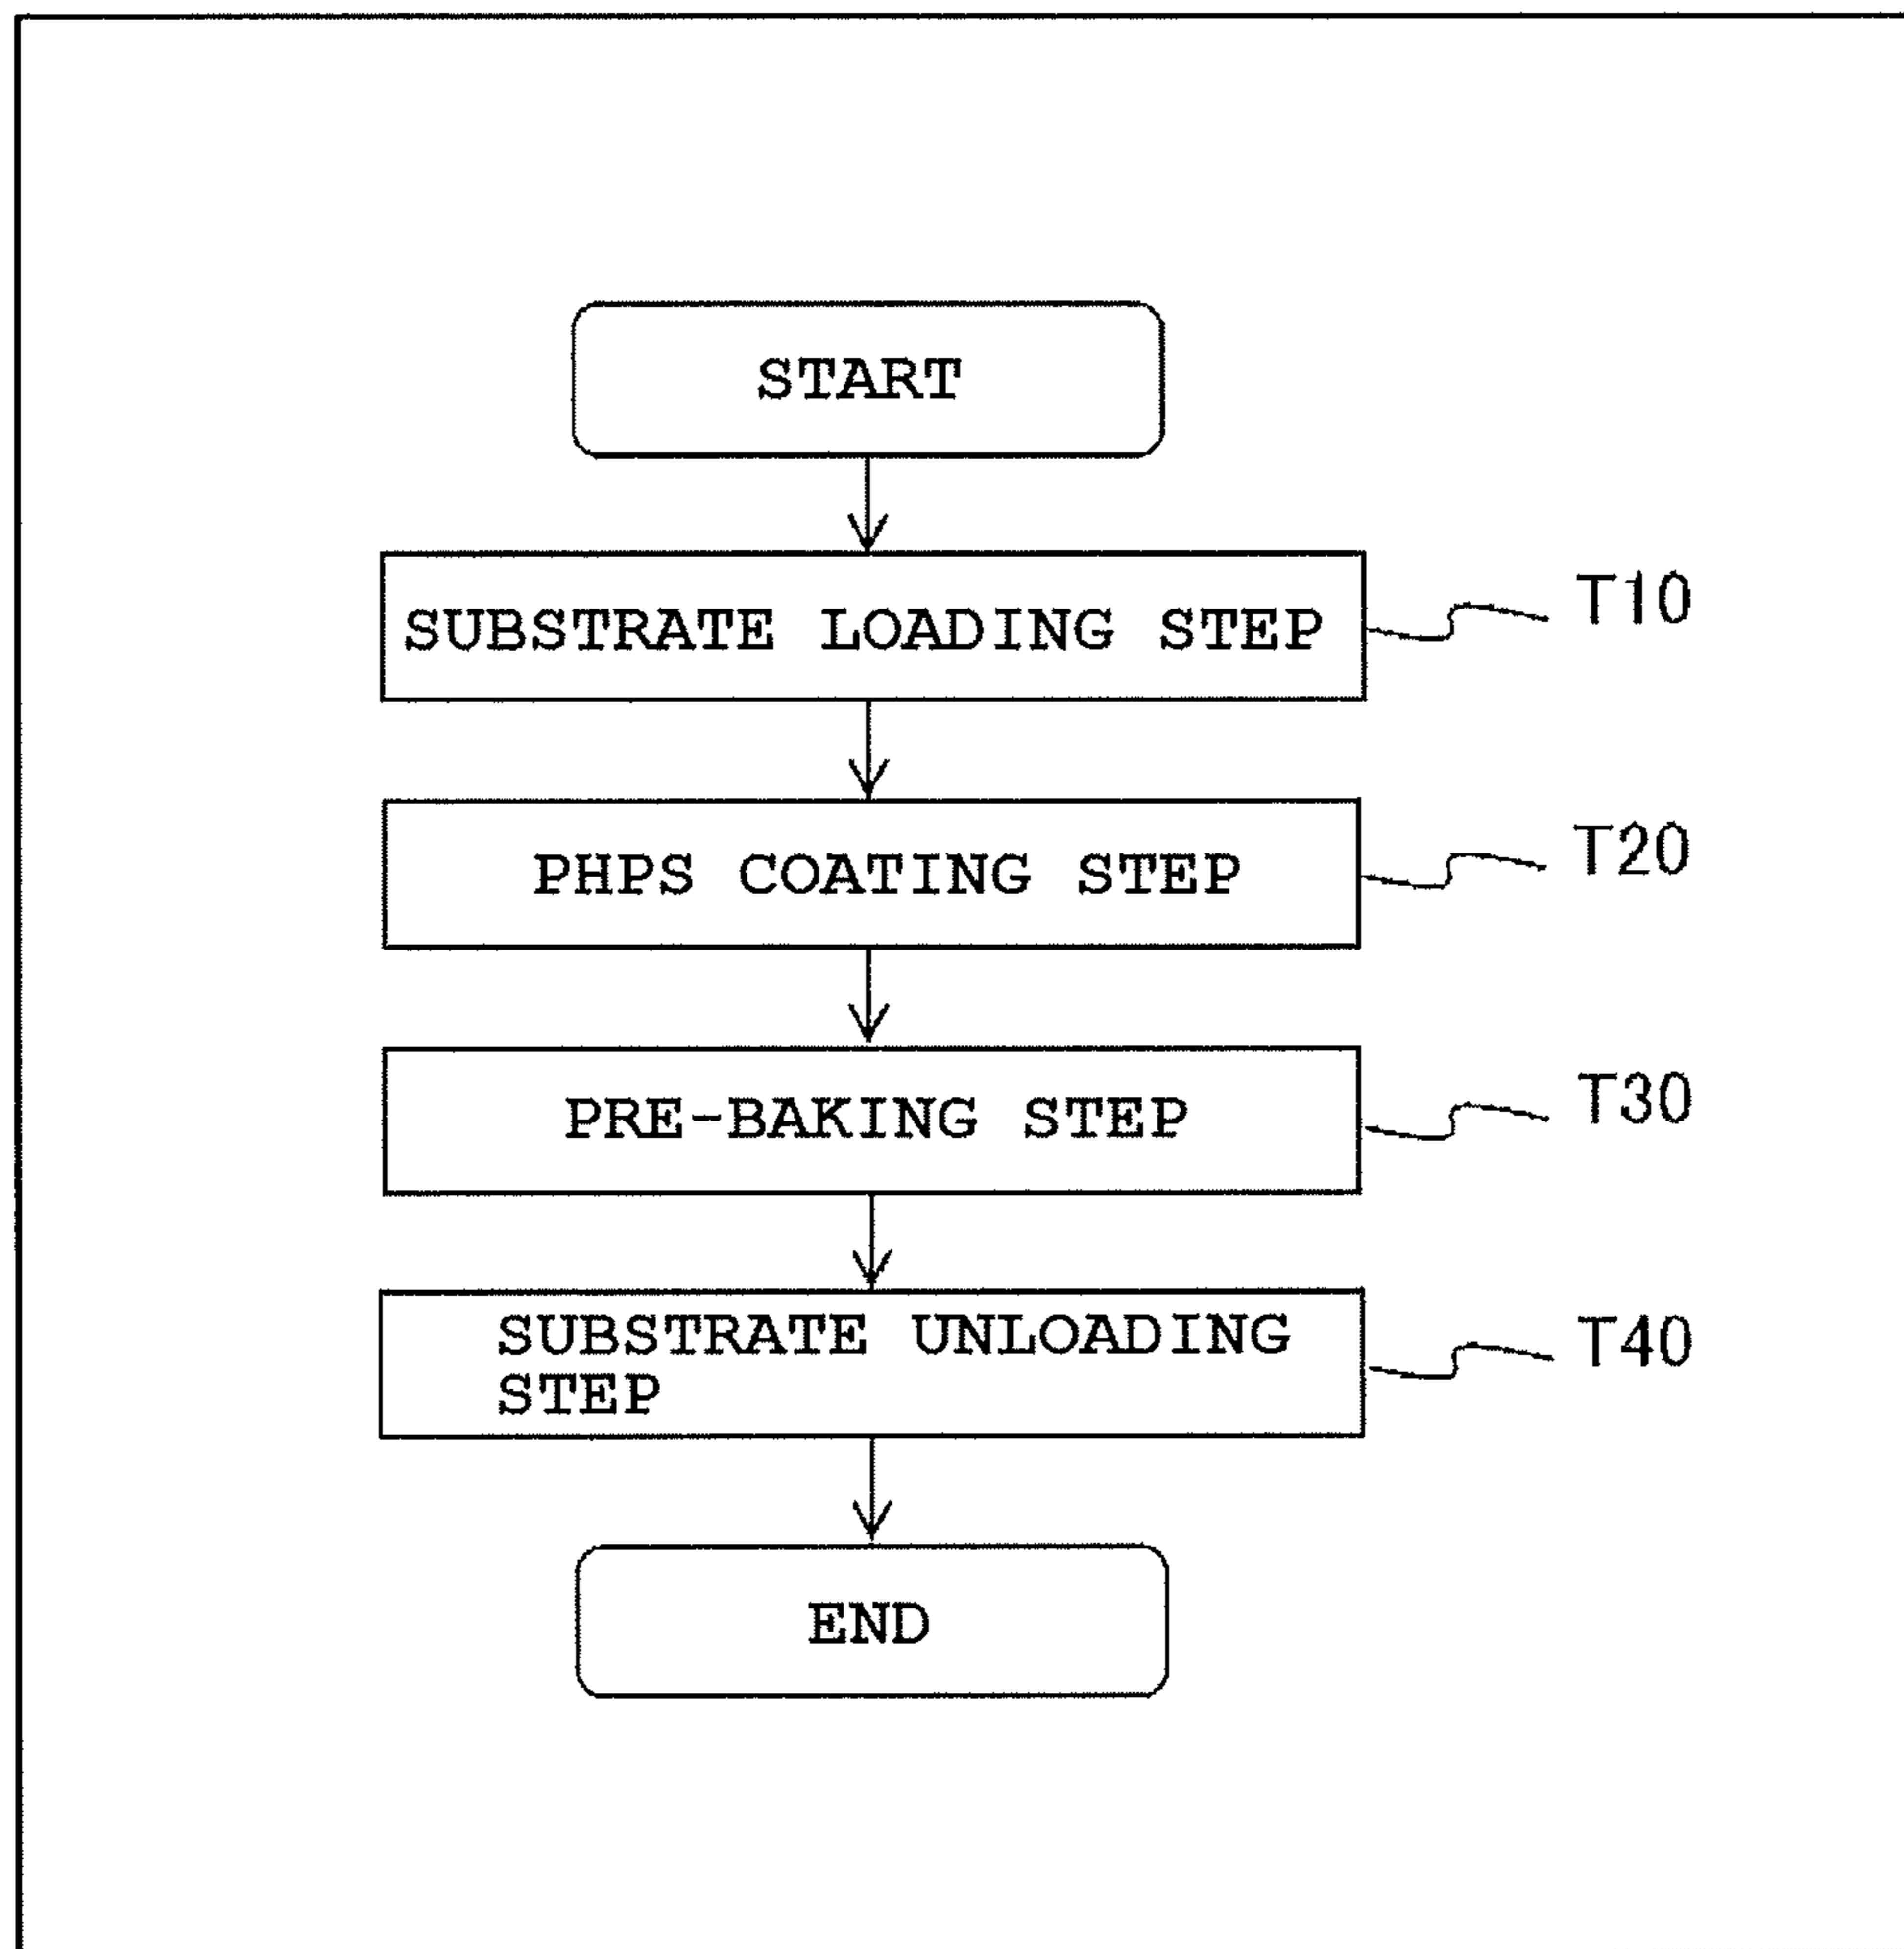 START
SUBSTRATE LOADING STEP
T10
PHPS COATING STEP
T20
PRE-BAKING STEP
T30
SUBSTRATE UNLOADING
STEP
T40
END